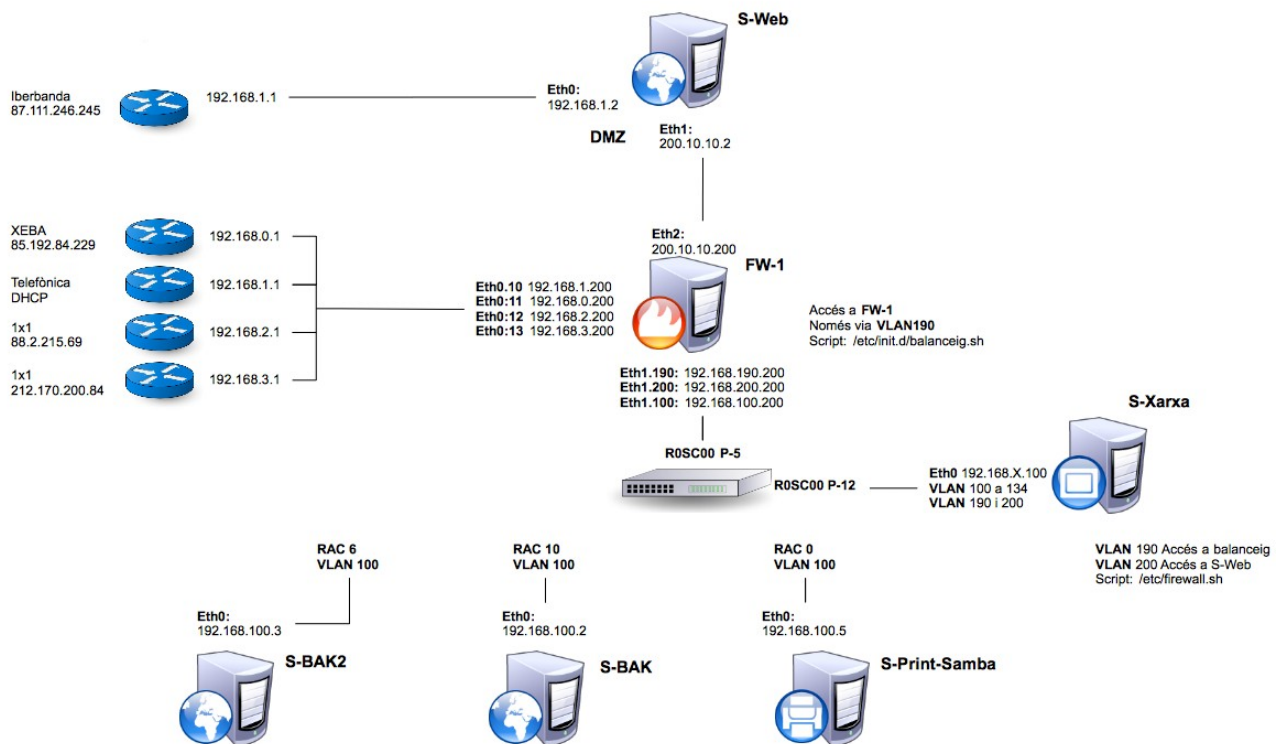 S-Web
Iberbanda
87.111.246.245
192.168.1.1
Eth0:
192.168.1.2
DMZ
Eth1:
200.10.10.2
XEBA
85.192.84.229
192.168.0.1
Telefònica
DHCP
192.168.1.1
1x1
88.2.215.69
192.168.2.1
1x1
212.170.200.84
192.168.3.1
Eth2:
200.10.10.200
FW-1
Eth0.10 192.168.1.200
Eth0:11 192.168.0.200
Eth0:12 192.168.2.200
Eth0:13 192.168.3.200
Accés a FW-1
Només via VLAN190
Script: /etc/init.d/balanceig.sh
Eth1.190: 192.168.190.200
Eth1.200: 192.168.200.200
Eth1.100: 192.168.100.200
S-Xarxa
R0SC00 P-5
R0SC00 P-12
Eth0 192.168.X.100
VLAN 100 a 134
VLAN 190 i 200
VLAN 190 Accés a balanceig
VLAN 200 Accés a S-Web
Script: /etc/firewall.sh
RAC 6
VLAN 100
RAC 10
VLAN 100
RAC 0
VLAN 100
Eth0:
192.168.100.3
S-BAK2
Eth0:
192.168.100.2
S-BAK
Eth0:
192.168.100.5
S-Print-Samba